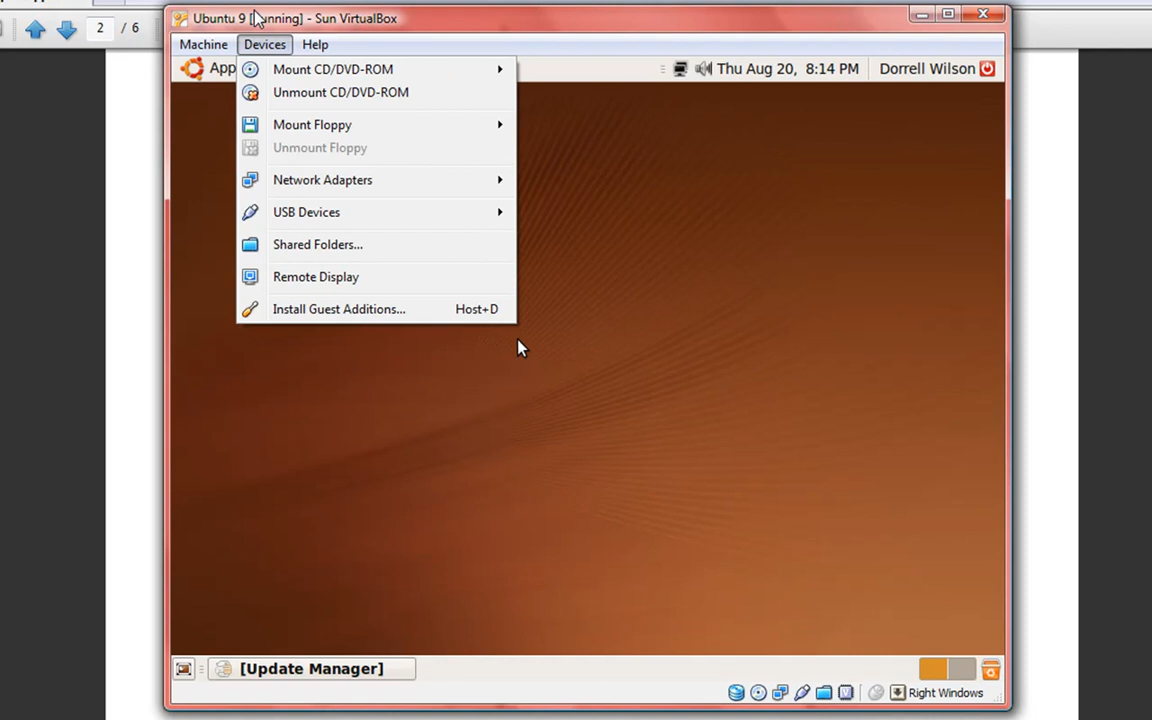 2 / 6
Ubuntu 9 [Running] - Sun VirtualBox
Machine Devices Help
App Thu Aug 20, 8:14 PM Dorrell Wilson
Mount CD/DVD-ROM
Unmount CD/DVD-ROM
Mount Floppy
Unmount Floppy
Network Adapters
USB Devices
Shared Folders...
Remote Display
Install Guest Additions... Host+D
[Update Manager]
Right Windows